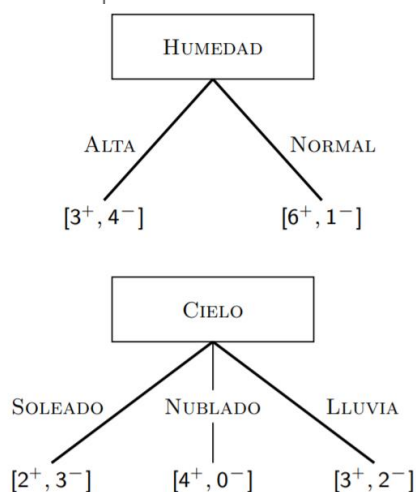 HUMEDAD
ALTA NORMAL
[3⁺, 4⁻] [6⁺, 1⁻]
CIELO
SOLEADO NUBLADO LLUVIA
[2⁺, 3⁻] [4⁺, 0⁻] [3⁺, 2⁻]